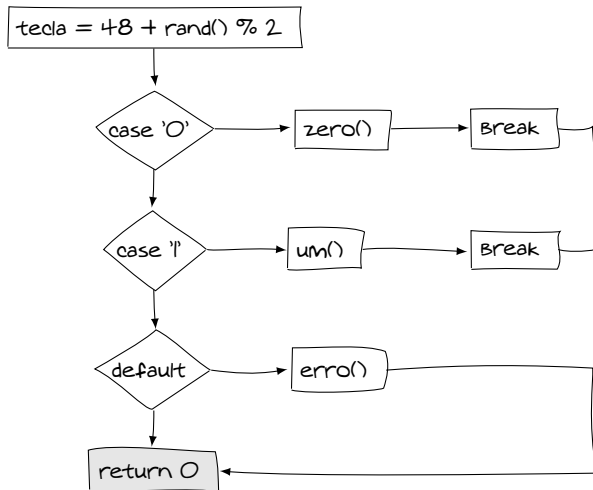 tecla = 48 + rand() % 2
case '0'
zero()
Break
case '1'
um()
Break
default
erro()
return 0